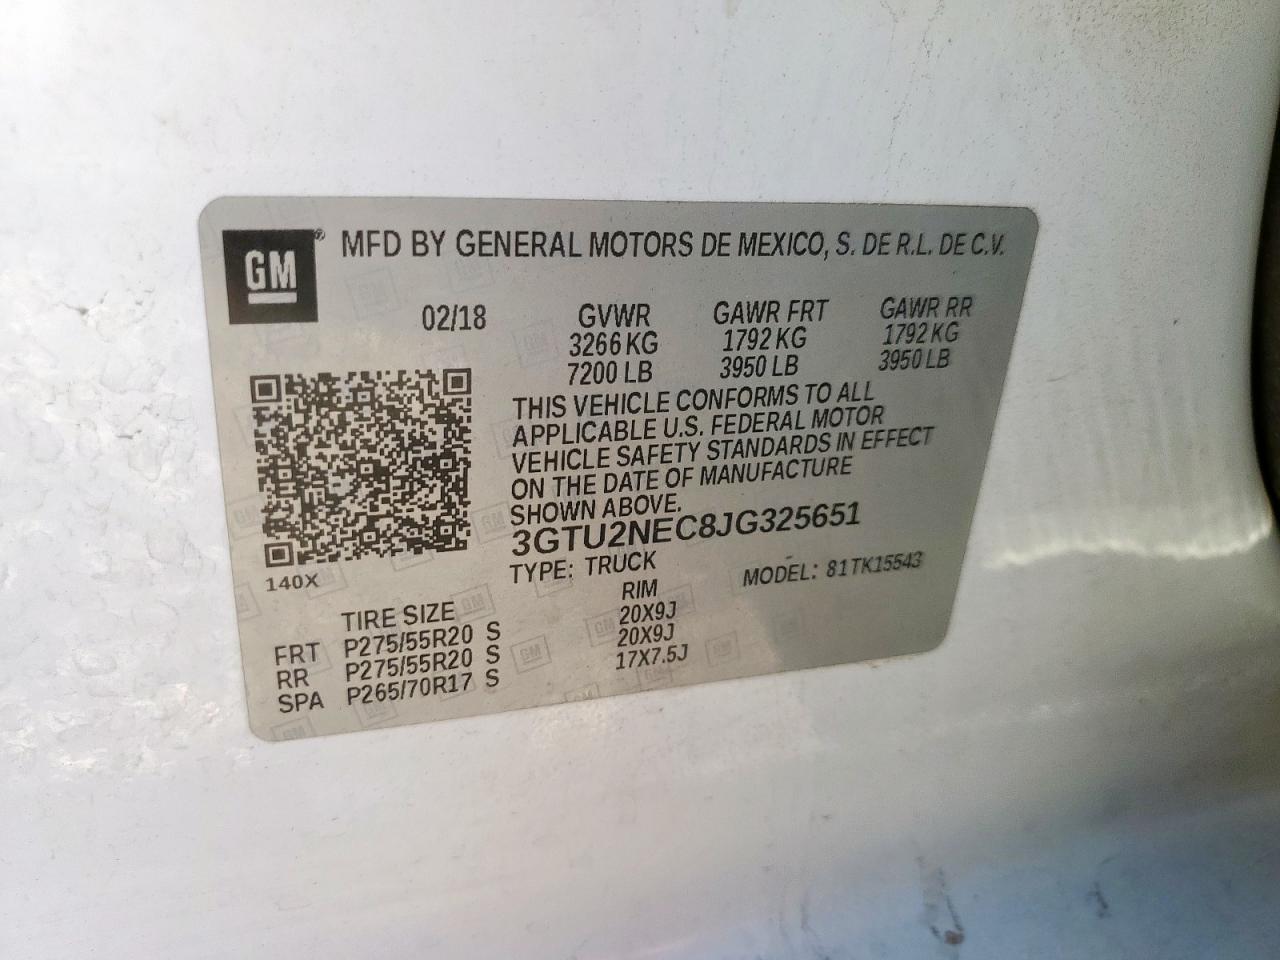 GM ® MFD BY GENERAL MOTORS DE MEXICO, S. DE R.L. DE C.V.
02/18 GVWR GAWR FRT GAWR RR
3266 KG 1792 KG 1792 KG
7200 LB 3950 LB 3950 LB
THIS VEHICLE CONFORMS TO ALL
APPLICABLE U.S. FEDERAL MOTOR
VEHICLE SAFETY STANDARDS IN EFFECT
ON THE DATE OF MANUFACTURE
SHOWN ABOVE.
3GTU2NEC8JG325651
140X
TYPE: TRUCK MODEL: 81TK15543
TIRE SIZE RIM
FRT P275/55R20 S 20X9J
RR P275/55R20 S 20X9J
SPA P265/70R17 S 17X7.5J